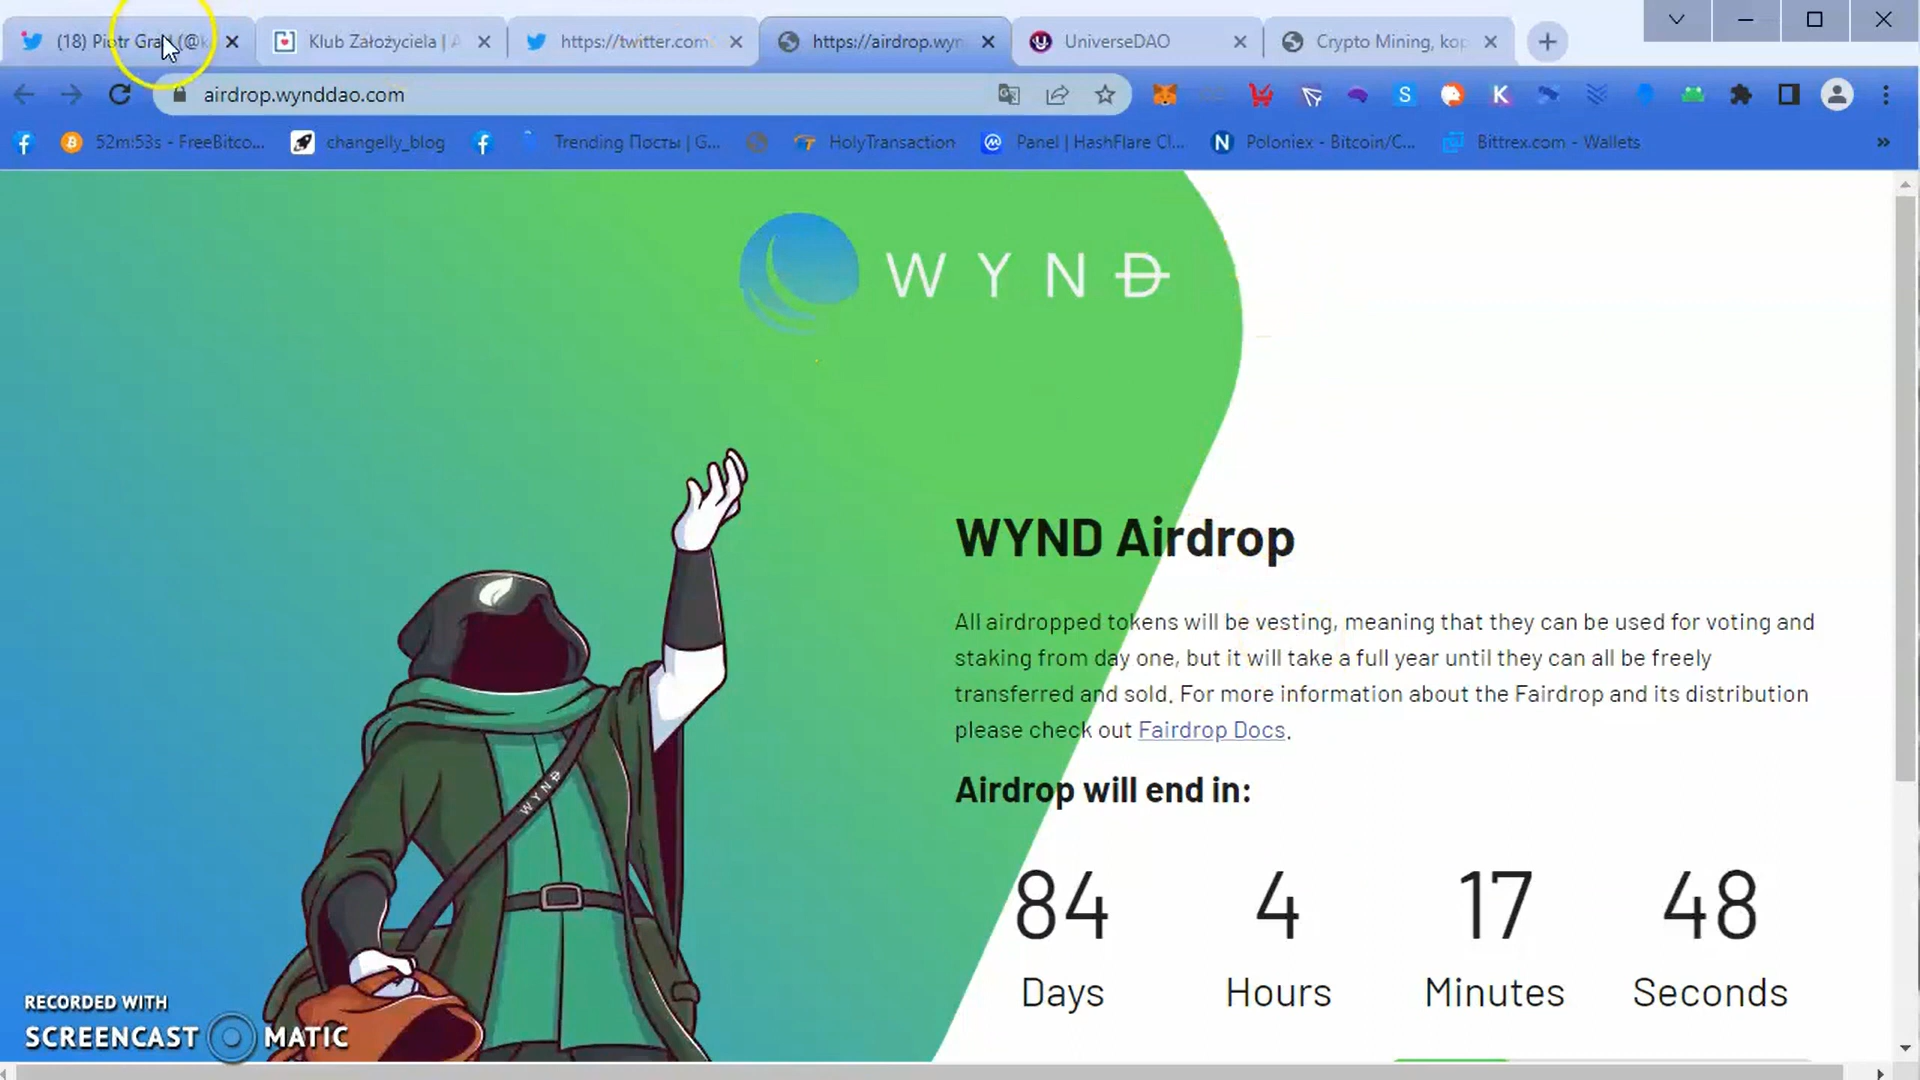 (18) Piotr Gra
Klub Założyciela | A
https://twitter.com
https://airdrop.wyn
UniverseDAO
Crypto Mining, kop
airdrop.wynddao.com
52m:53s - FreeBitco...
changelly_blog
Trending Посты | G...
HolyTransaction
Panel | HashFlare Cl...
Poloniex - Bitcoin/C...
Bittrex.com - Wallets
»
WYND
WYND Airdrop
All airdropped tokens will be vesting, meaning that they can be used for voting and
staking from day one, but it will take a full year until they can all be freely
transferred and sold. For more information about the Fairdrop and its distribution
please check out Fairdrop Docs.
Airdrop will end in:
84 4 17 48
Days Hours Minutes Seconds
WYND
RECORDED WITH
SCREENCAST MATIC